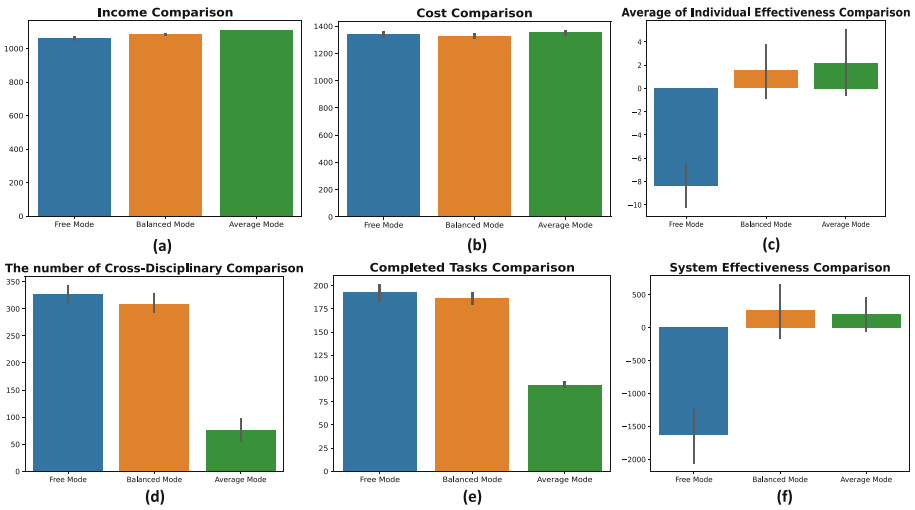 Income Comparison
1000
800
600
400
200
0
Free Mode Balanced Mode Average Mode
(a)
Cost Comparison
1400
1200
1000
800
600
400
200
0
Free Mode Balanced Mode Average Mode
(b)
Average of Individual Effectiveness Comparison
4
2
0
−2
−4
−6
−8
−10
Free Mode Balanced Mode Average Mode
(c)
The number of Cross-Disciplinary Comparison
350
300
250
200
150
100
50
0
Free Mode Balanced Mode Average Mode
(d)
Completed Tasks Comparison
200
175
150
125
100
75
50
25
0
Free Mode Balanced Mode Average Mode
(e)
System Effectiveness Comparison
500
0
−500
−1000
−1500
−2000
Free Mode Balanced Mode Average Mode
(f)